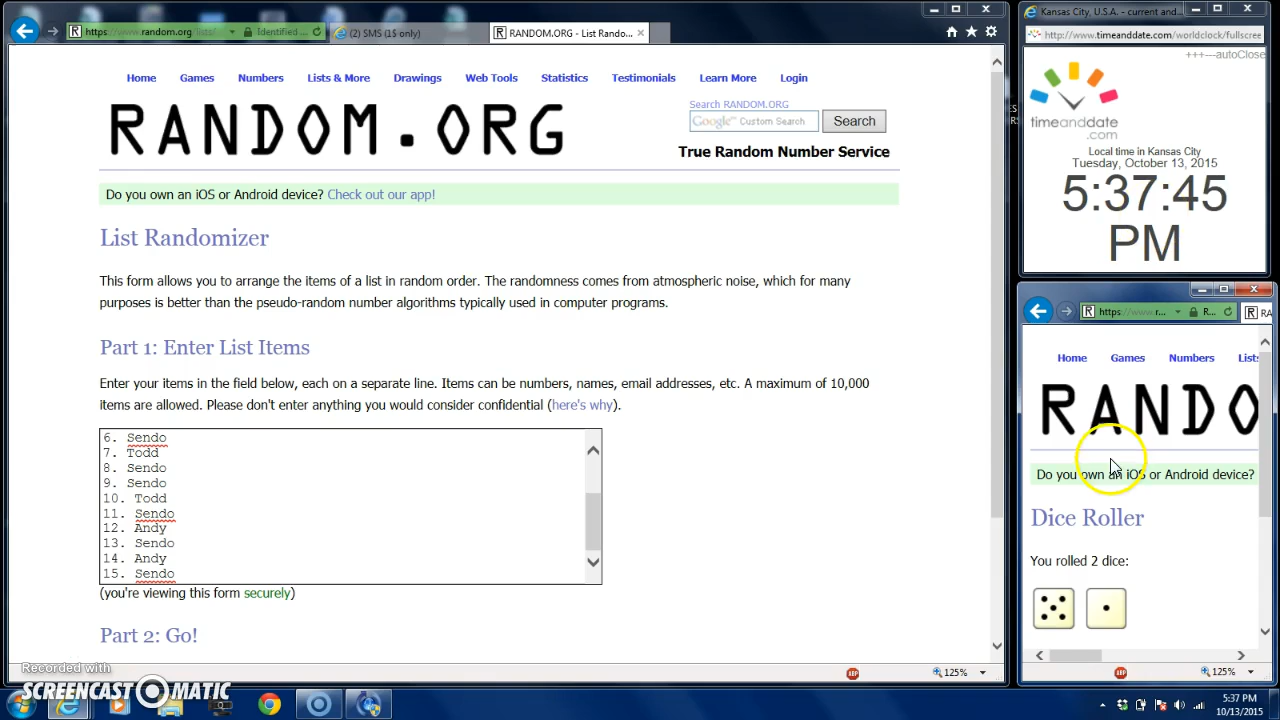 https://www.random.org/lists/
Identified ...
(2) SMS ($ only)
RANDOM.ORG - List Rando...
Home Games Numbers Lists & More Drawings Web Tools Statistics Testimonials Learn More Login
RANDOM.ORG
Search RANDOM.ORG
Google™ Custom Search
Search
True Random Number Service
Do you own an iOS or Android device? Check out our app!
List Randomizer
This form allows you to arrange the items of a list in random order. The randomness comes from atmospheric noise, which for many
purposes is better than the pseudo-random number algorithms typically used in computer programs.
Part 1: Enter List Items
Enter your items in the field below, each on a separate line. Items can be numbers, names, email addresses, etc. A maximum of 10,000
items are allowed. Please don't enter anything you would consider confidential (here's why).
6. Sendo
7. Todd
8. Sendo
9. Sendo
10. Todd
11. Sendo
12. Andy
13. Sendo
14. Andy
15. Sendo
(you're viewing this form securely)
Part 2: Go!
125%
Kansas City, U.S.A. - current and...
http://www.timeanddate.com/worldclock/fullscree
+++---autoClose
timeanddate
.com
Local time in Kansas City
Tuesday, October 13, 2015
5:37:45
PM
https://www.r...
R...
RA
Home Games Numbers Lists
RANDO
Do you own an iOS or Android device?
Dice Roller
You rolled 2 dice:
125%
Recorded with
SCREENCAST-O-MATIC
5:37 PM
10/13/2015